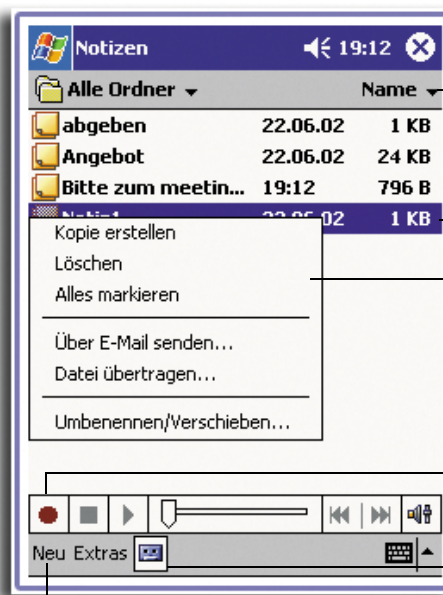 Notizen 19:12
Alle Ordner Name
abgeben 22.06.02 1 KB
Angebot 22.06.02 24 KB
Bitte zum meetin... 19:12 796 B
Notiz1 22.06.02 1 KB
Kopie erstellen
Löschen
Alles markieren
Über E-Mail senden...
Datei übertragen...
Umbenennen/Verschieben...
Neu Extras